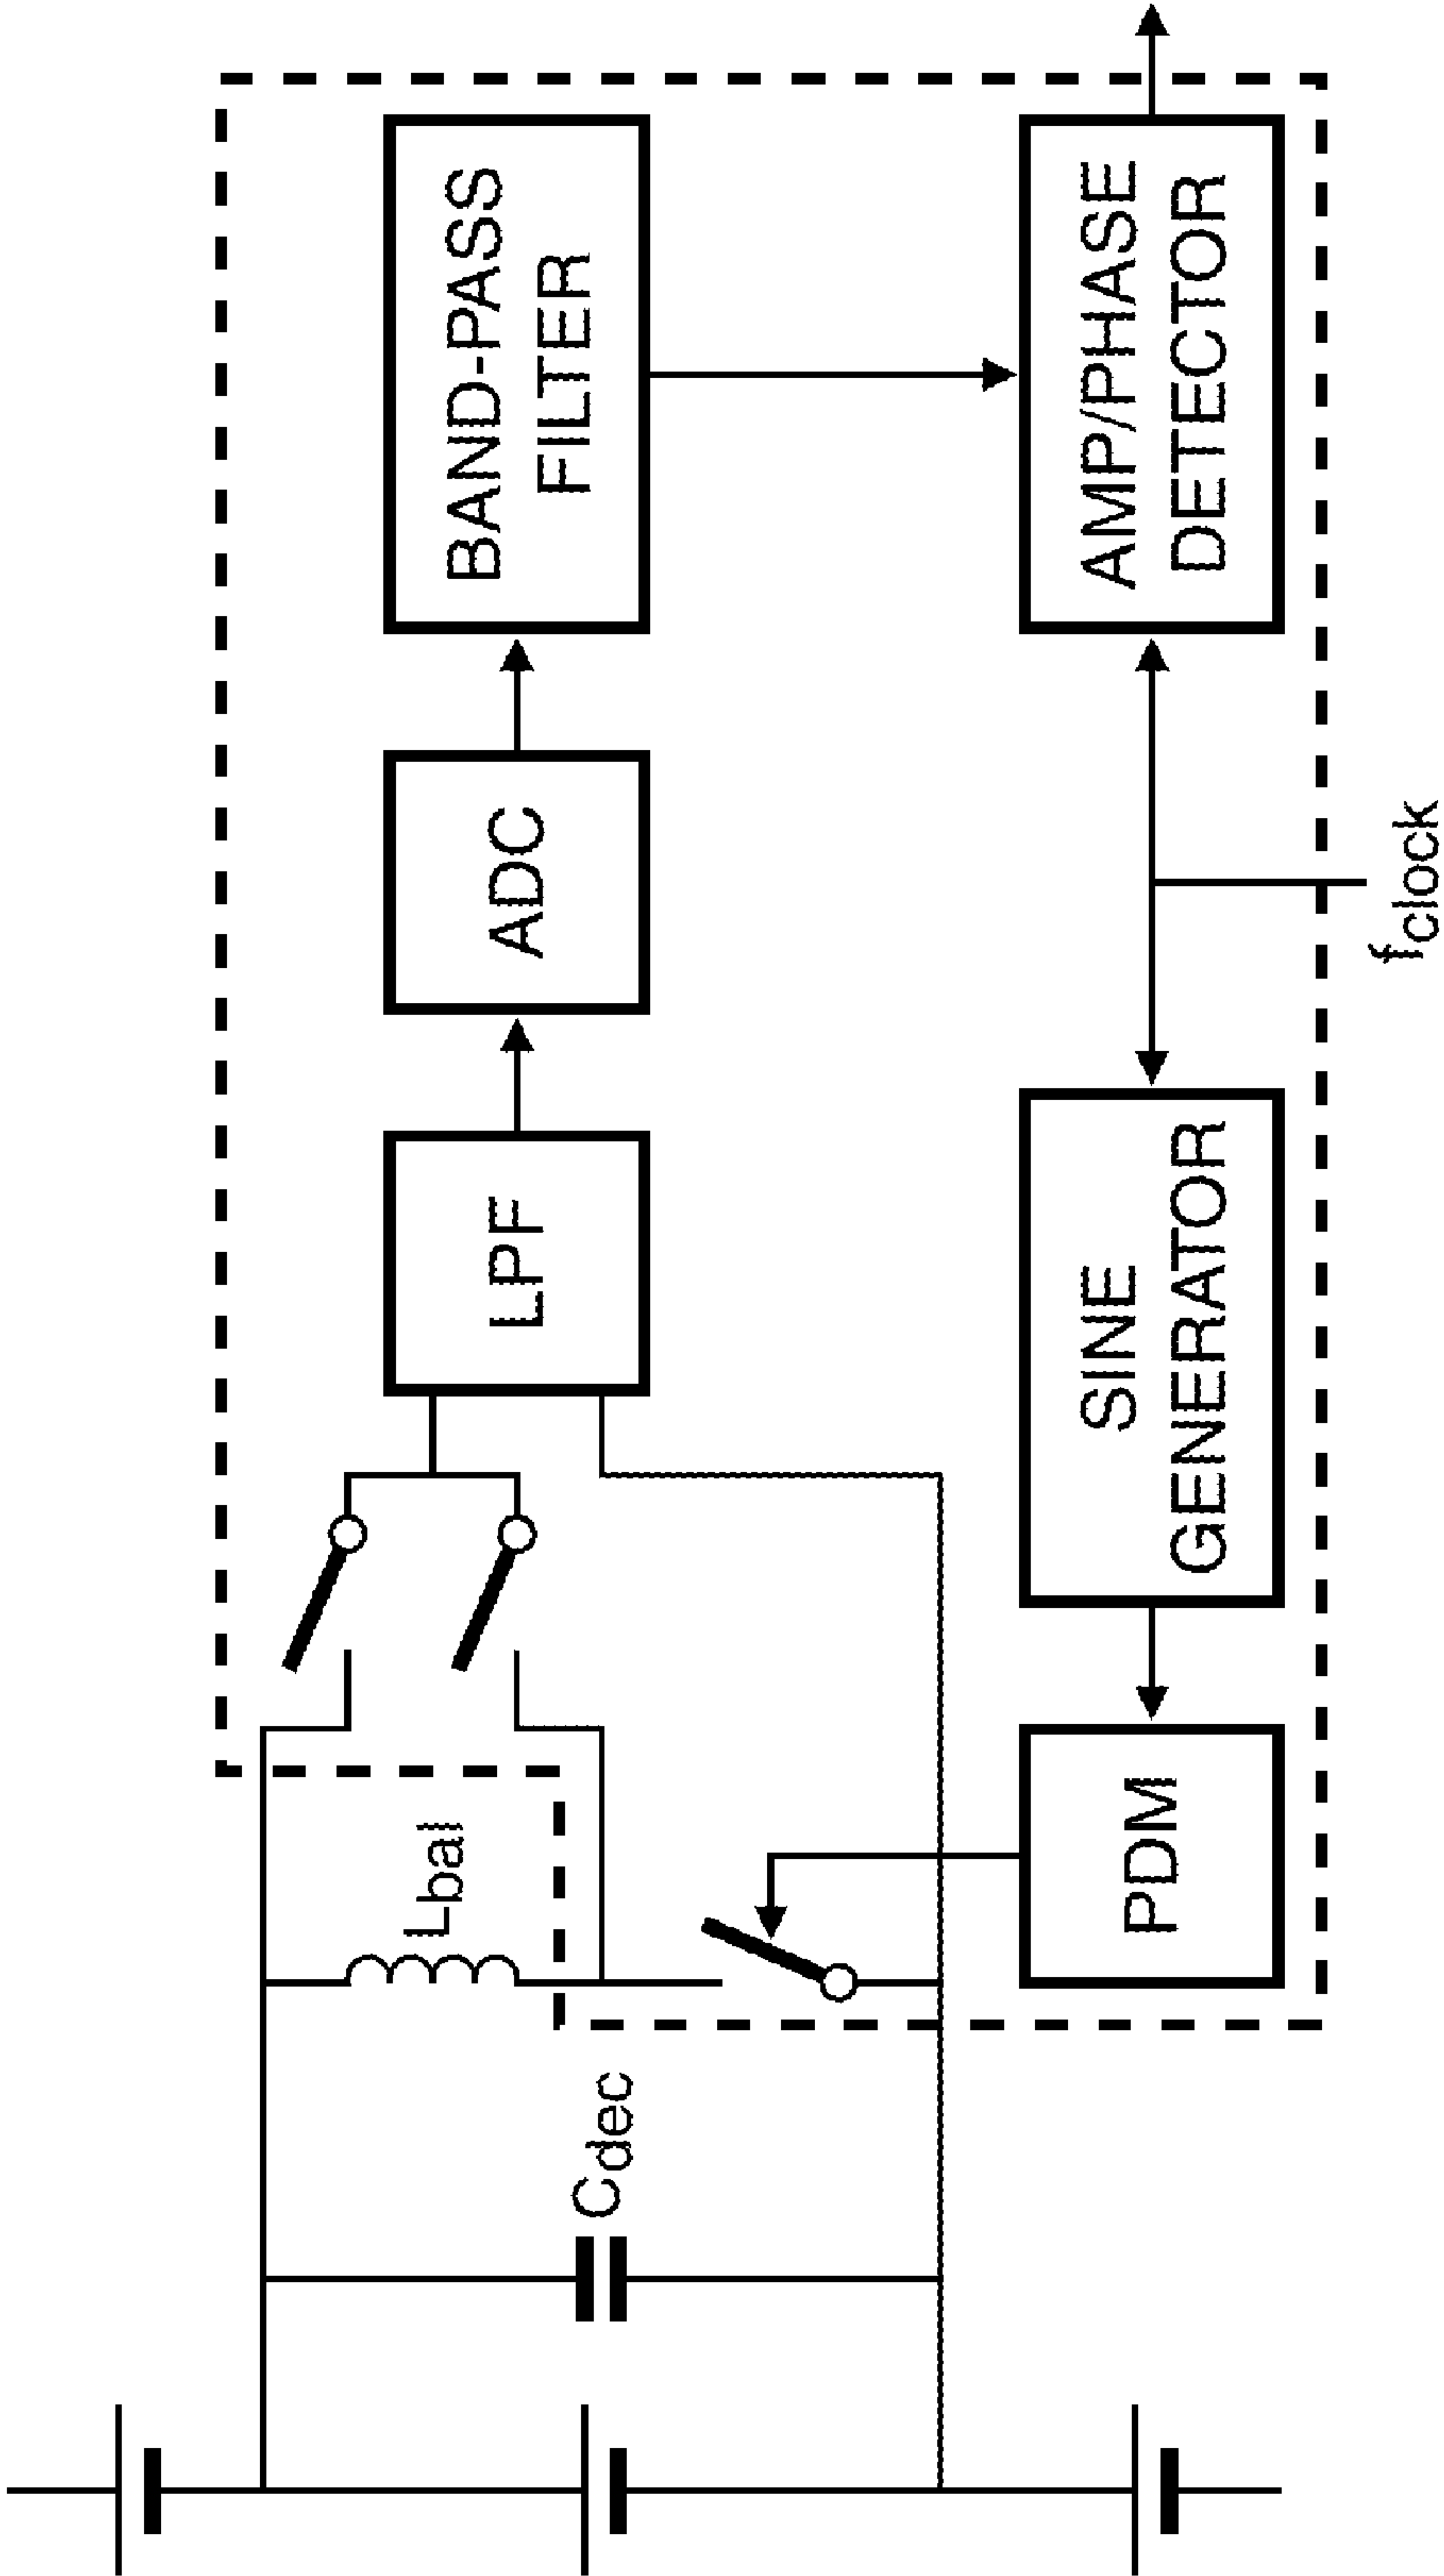 Lbal
Cdec
LPF
ADC
BAND-PASS
FILTER
PDM
SINE
GENERATOR
AMP/PHASE
DETECTOR
fclock